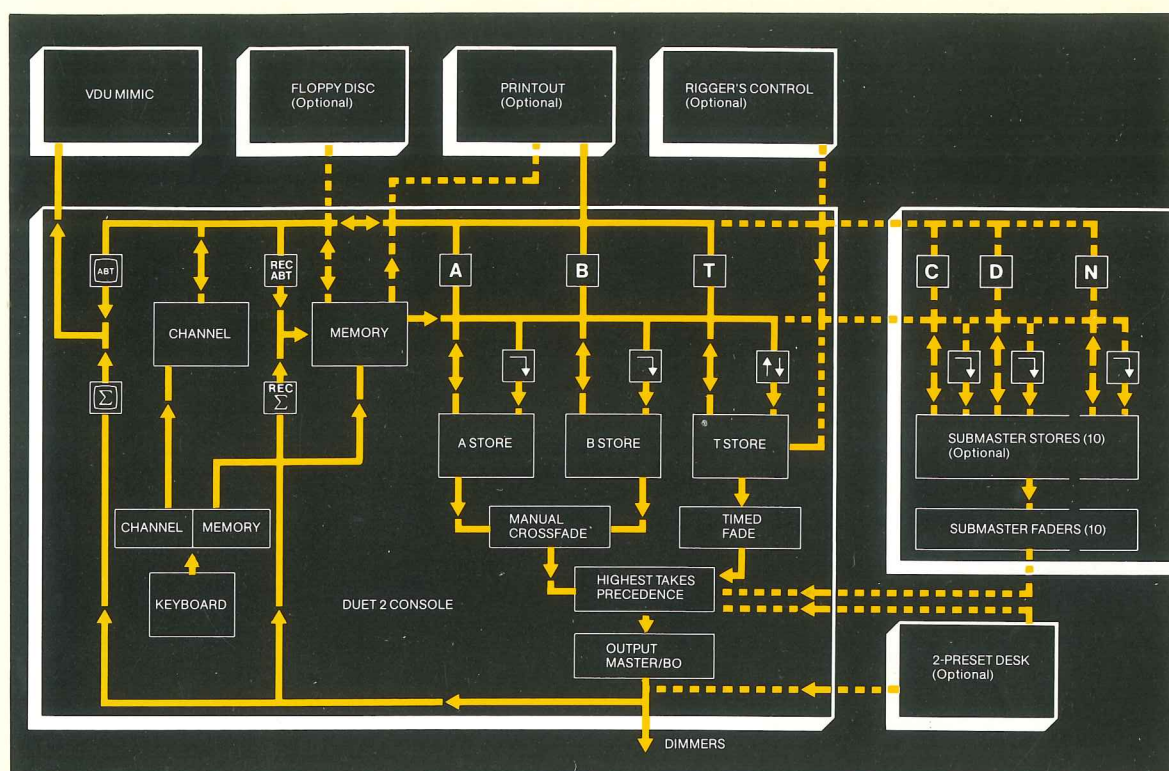 VDU MIMIC
FLOPPY DISC
(Optional)
PRINTOUT
(Optional)
RIGGER'S CONTROL
(Optional)
ABT
REC
ABT
A
B
T
C
D
N
CHANNEL
MEMORY
Σ
REC
Σ
A STORE
B STORE
T STORE
SUBMASTER STORES (10)
(Optional)
CHANNEL
MEMORY
MANUAL
CROSSFADE
TIMED
FADE
SUBMASTER FADERS (10)
KEYBOARD
DUET 2 CONSOLE
HIGHEST TAKES
PRECEDENCE
OUTPUT
MASTER/BO
2-PRESET DESK
(Optional)
DIMMERS